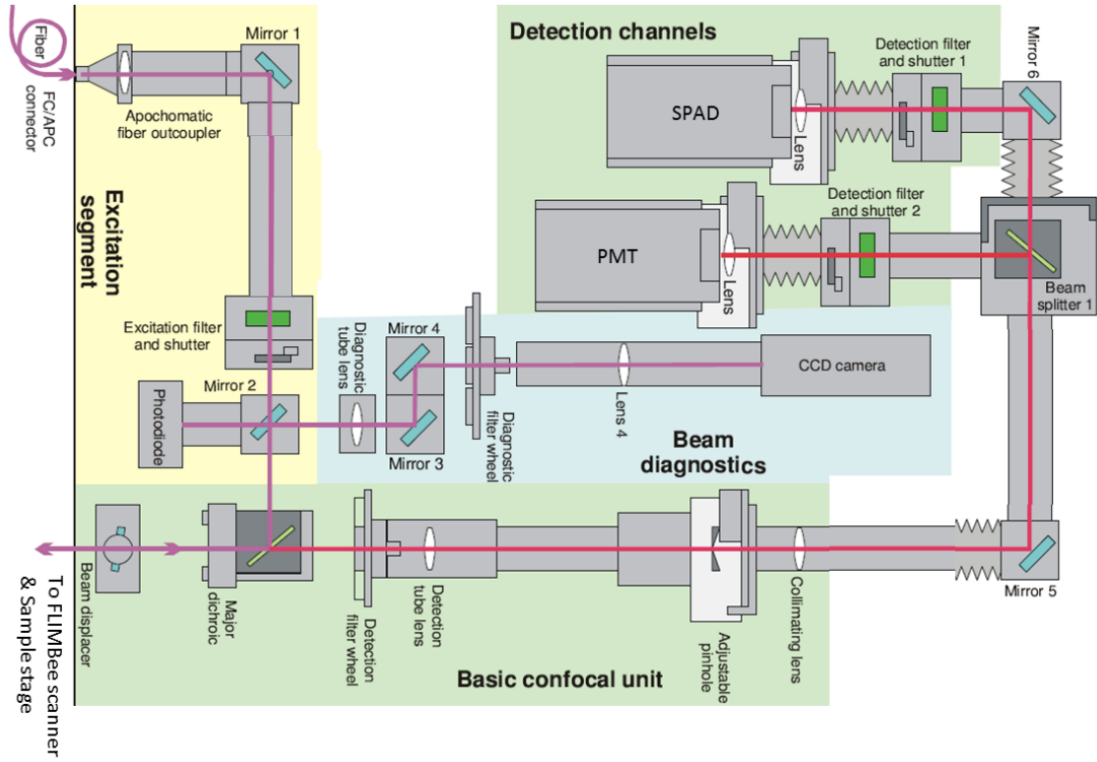 Fiber
FC/APC
connector
Mirror 1
Apochomatic
fiber outcoupler
Excitation
segment
Excitation filter
and shutter
Mirror 2
Photodiode
Detection channels
SPAD
Lens
Detection filter
and shutter 1
Mirror 6
PMT
Lens
Detection filter
and shutter 2
Beam
splitter 1
Diagnostic
tube lens
Mirror 4
Mirror 3
Diagnostic
filter wheel
Lens 4
CCD camera
Beam
diagnostics
Beam displacer
Major
dichroic
Detection
filter wheel
Detection
tube lens
Adjustable
pinhole
Collimating lens
Mirror 5
Basic confocal unit
To FLIMBee scanner
& Sample stage